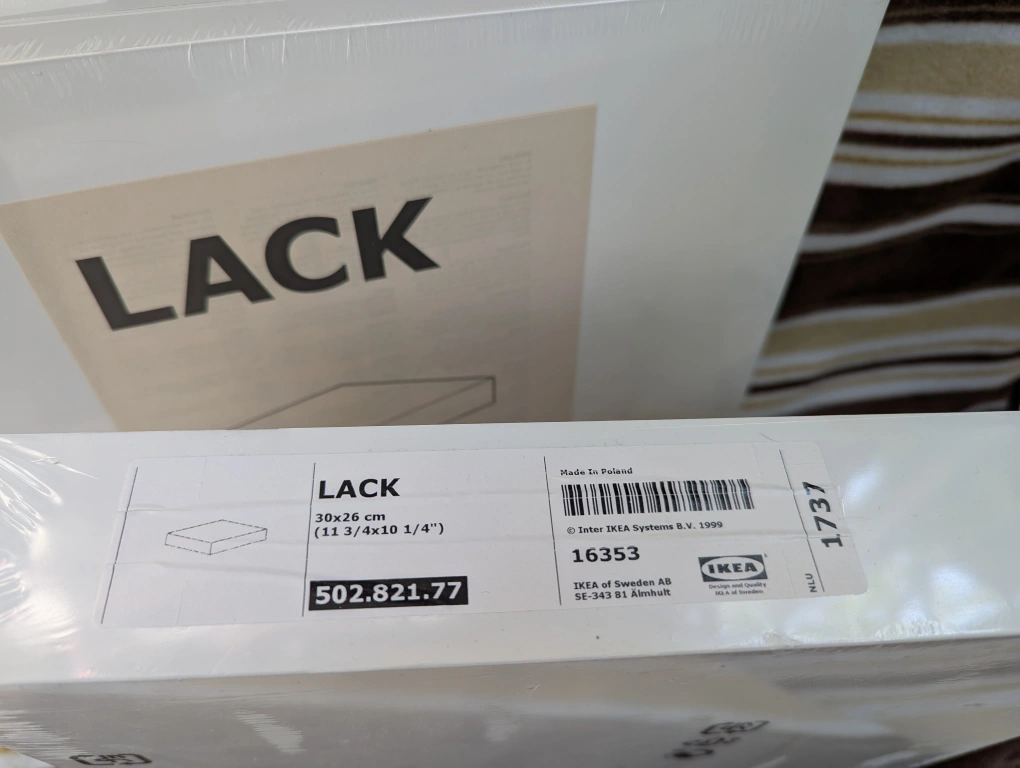 LACK
LACK
30x26 cm
(11 3/4x10 1/4")
502.821.77
Made In Poland
© Inter IKEA Systems B.V. 1999
16353
IKEA of Sweden AB
SE-343 81 Älmhult
IKEA
Design and Quality
IKEA of Sweden
NLU
1737